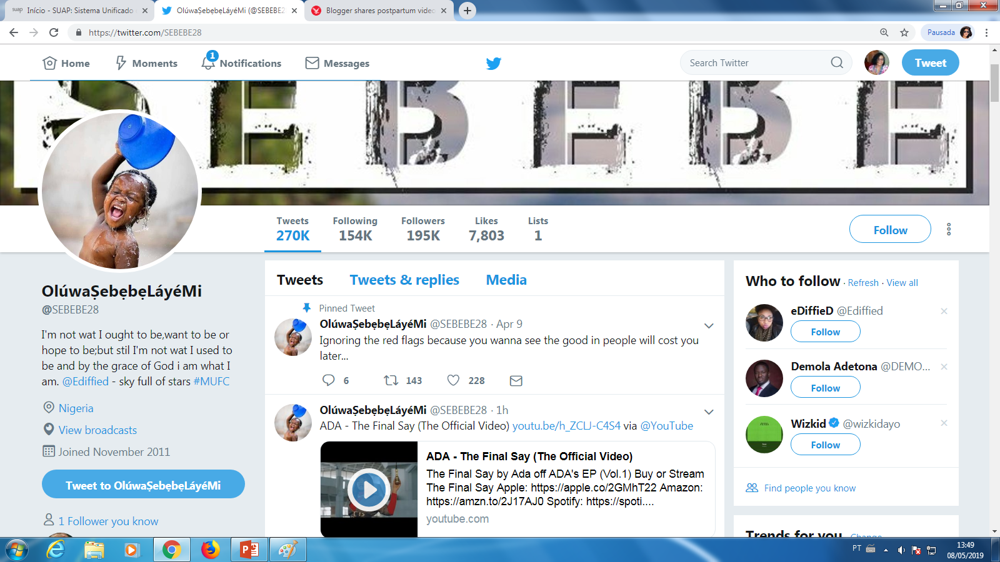 suap Início - SUAP: Sistema Unificado
OlúwaṢebẹbẹLáyéMi (@SEBEBE2
Blogger shares postpartum video
https://twitter.com/SEBEBE28
Pausada
Home
Moments
1
Notifications
Messages
Search Twitter
Tweet
SEBEBE
Tweets Following Followers Likes Lists
270K 154K 195K 7,803 1
Follow
OlúwaṢebẹbẹLáyéMi
@SEBEBE28
I'm not wat I ought to be,want to be or
hope to be;but stil I'm not wat I used to
be and by the grace of God i am what I
am. @Ediffied - sky full of stars #MUFC
Nigeria
View broadcasts
Joined November 2011
Tweet to OlúwaṢebẹbẹLáyéMi
1 Follower you know
Tweets Tweets & replies Media
Pinned Tweet
OlúwaṢebẹbẹLáyéMi @SEBEBE28 · Apr 9
Ignoring the red flags because you wanna see the good in people will cost you
later...
6 143 228
OlúwaṢebẹbẹLáyéMi @SEBEBE28 · 1h
ADA - The Final Say (The Official Video) youtu.be/h_ZCLJ-C4S4 via @YouTube
ADA - The Final Say (The Official Video)
The Final Say by Ada off ADA's EP (Vol.1) Buy or Stream
The Final Say Apple: https://apple.co/2GMhT22 Amazon:
https://amzn.to/2J17AJ0 Spotify: https://spoti....
youtube.com
Who to follow · Refresh · View all
eDiffieD @Ediffied
Follow
Demola Adetona @DEMO...
Follow
Wizkid @wizkidayo
Follow
Find people you know
Trends for you · Change
PT
13:49
08/05/2019